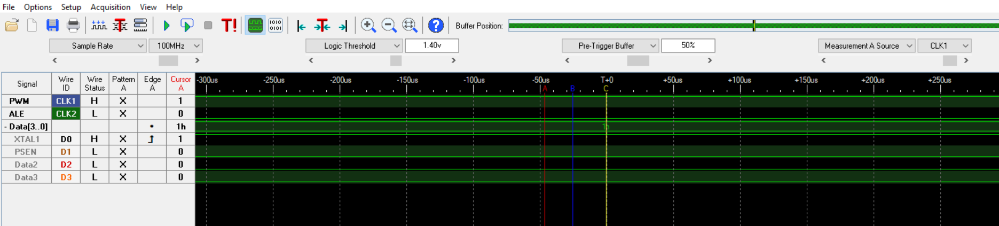 File Options Setup Acquisition View Help
T! 1010 0101 ? Buffer Position:
Sample Rate 100MHz Logic Threshold 1.40v Pre-Trigger Buffer 50% Measurement A Source CLK1
Signal Wire ID Wire Status Pattern A Edge A Cursor A -300us -250us -200us -150us -100us -50us T+0 +50us +100us +150us +200us +250us
A B C
PWM CLK1 H X 1
ALE CLK2 L X 0
- Data[3..0] 1h 1h
XTAL1 D0 H X 1
PSEN D1 L X 0
Data2 D2 L X 0
Data3 D3 L X 0